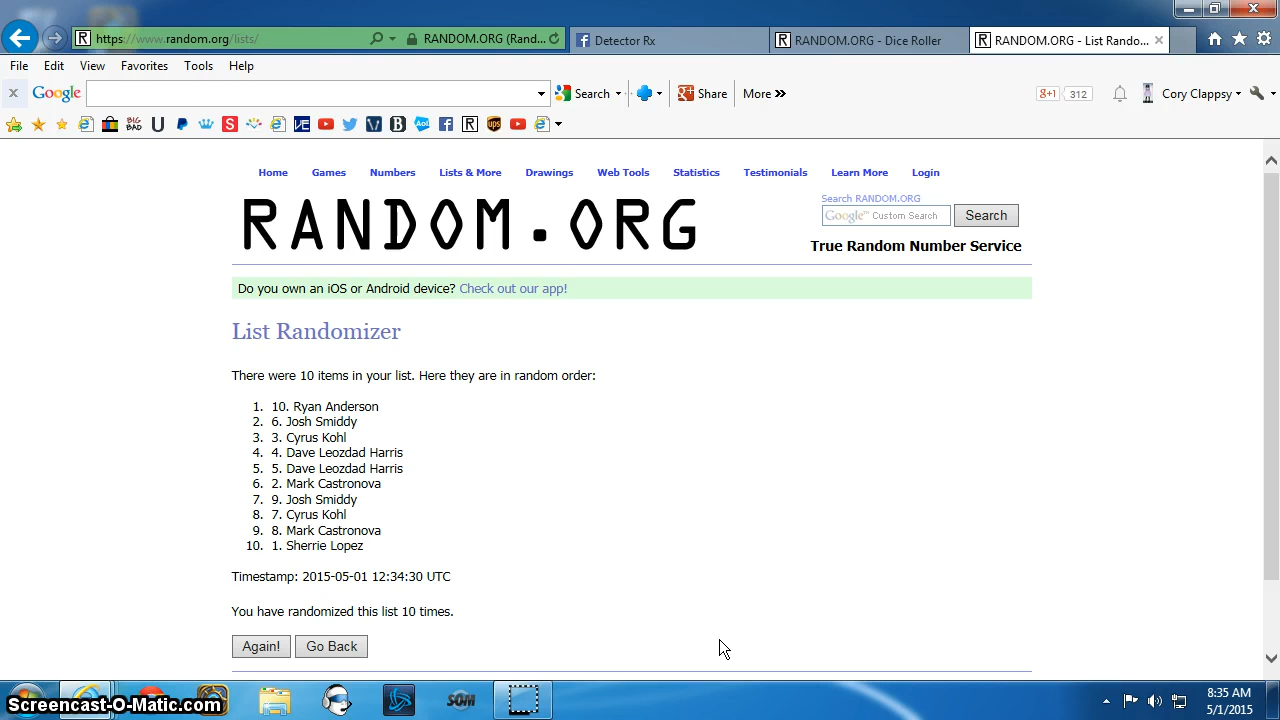 https://www.random.org/lists/
RANDOM.ORG (Rand...
Detector Rx
RANDOM.ORG - Dice Roller
RANDOM.ORG - List Rando...
File Edit View Favorites Tools Help
x Google Search Share More »
g+1 312 Cory Clappsy
Home Games Numbers Lists & More Drawings Web Tools Statistics Testimonials Learn More Login
RANDOM.ORG
Search RANDOM.ORG
Google™ Custom Search Search
True Random Number Service
Do you own an iOS or Android device? Check out our app!
List Randomizer
There were 10 items in your list. Here they are in random order:
1. 10. Ryan Anderson
2. 6. Josh Smiddy
3. 3. Cyrus Kohl
4. 4. Dave Leozdad Harris
5. 5. Dave Leozdad Harris
6. 2. Mark Castronova
7. 9. Josh Smiddy
8. 7. Cyrus Kohl
9. 8. Mark Castronova
10. 1. Sherrie Lopez
Timestamp: 2015-05-01 12:34:30 UTC
You have randomized this list 10 times.
Again! Go Back
Screencast-O-Matic.com
SOM
8:35 AM
5/1/2015